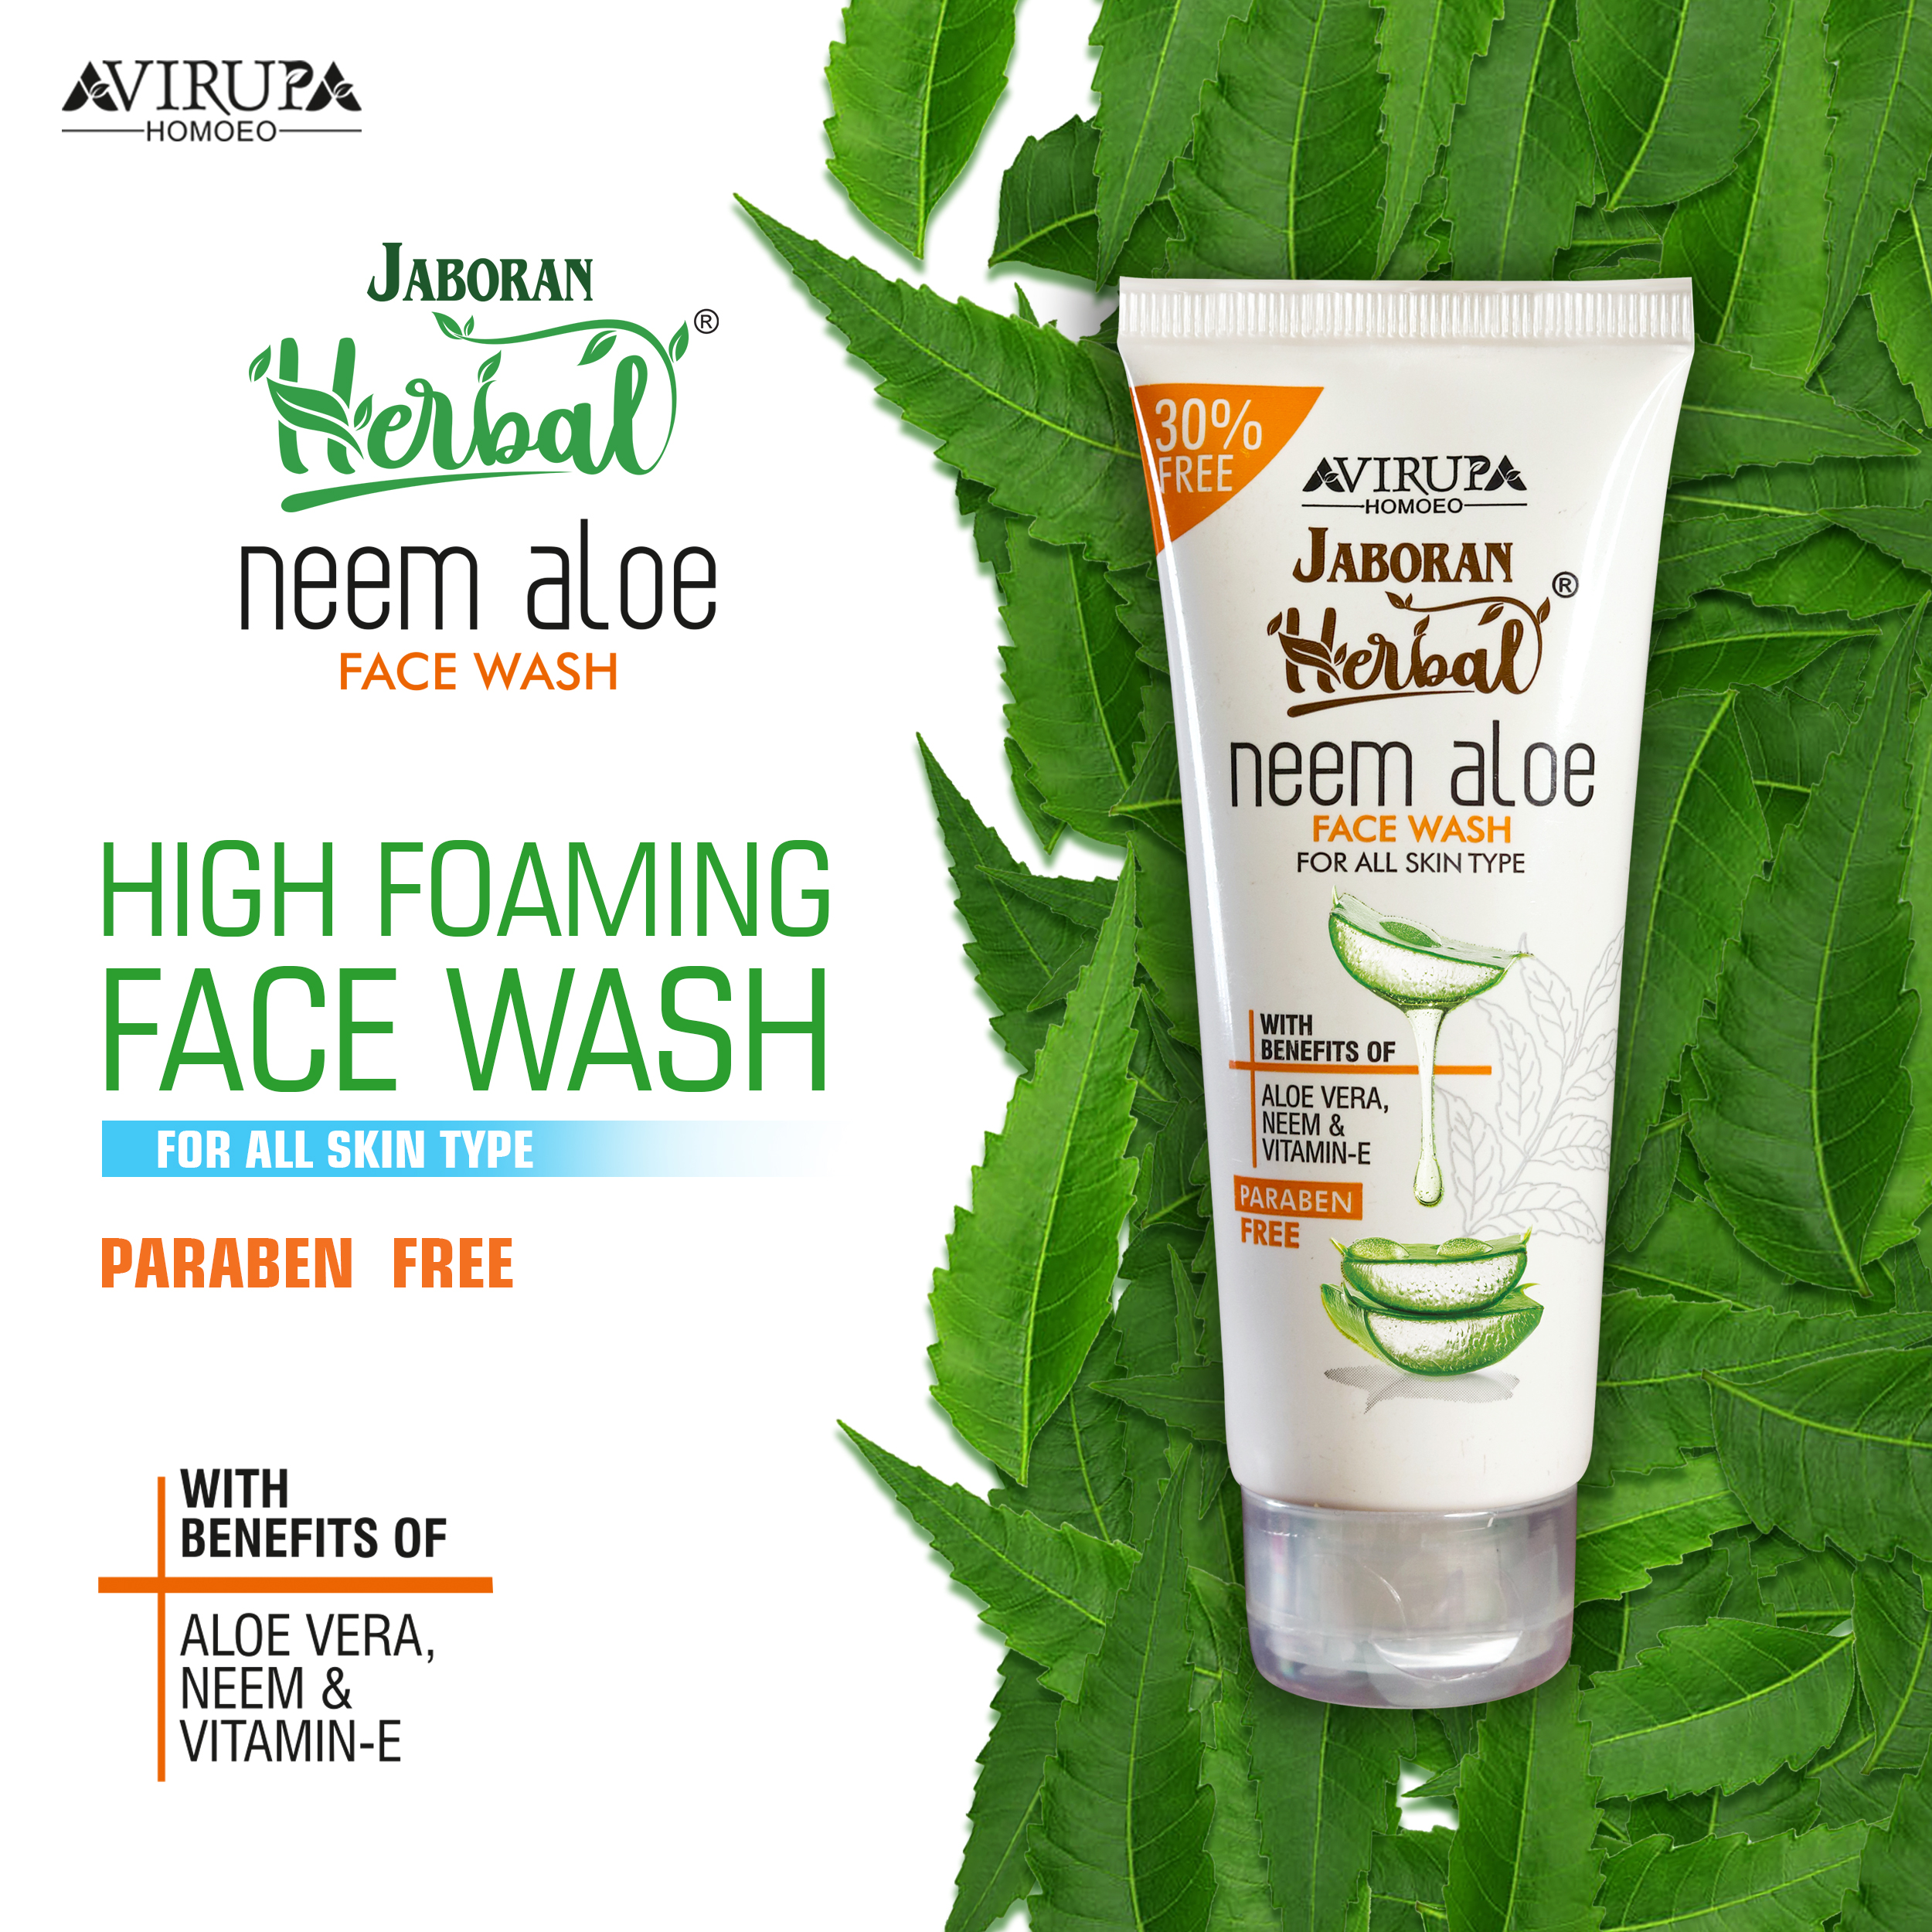 AVIRUPA
HOMOEO
JABORAN
Herbal®
neem aloe
FACE WASH
HIGH FOAMING
FACE WASH
FOR ALL SKIN TYPE
PARABEN FREE
WITH
BENEFITS OF
ALOE VERA,
NEEM &
VITAMIN-E
30%
FREE
AVIRUPA
HOMOEO
JABORAN
Herbal®
neem aloe
FACE WASH
FOR ALL SKIN TYPE
WITH
BENEFITS OF
ALOE VERA,
NEEM &
VITAMIN-E
PARABEN
FREE